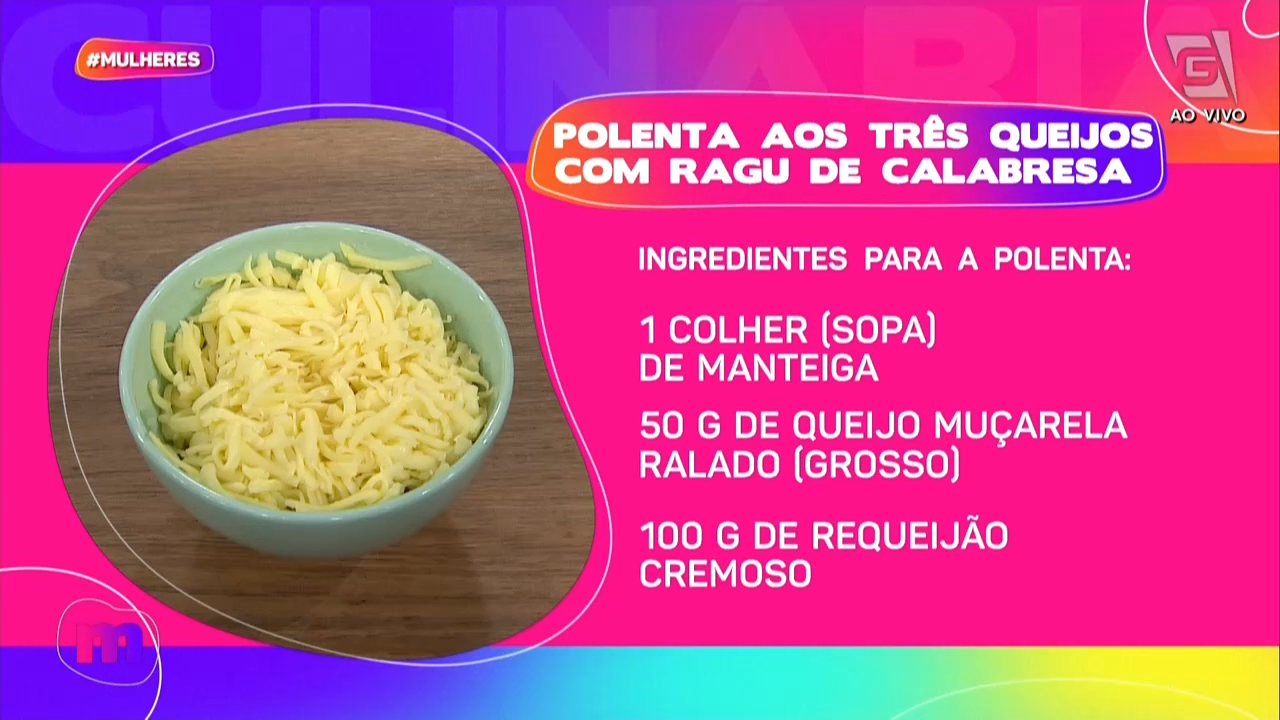 CULINÁRIA
#MULHERES
G
AO VIVO
POLENTA AOS TRÊS QUEIJOS
COM RAGU DE CALABRESA
INGREDIENTES PARA A POLENTA:
1 COLHER (SOPA)
DE MANTEIGA
50 G DE QUEIJO MUÇARELA
RALADO (GROSSO)
100 G DE REQUEIJÃO
CREMOSO
m